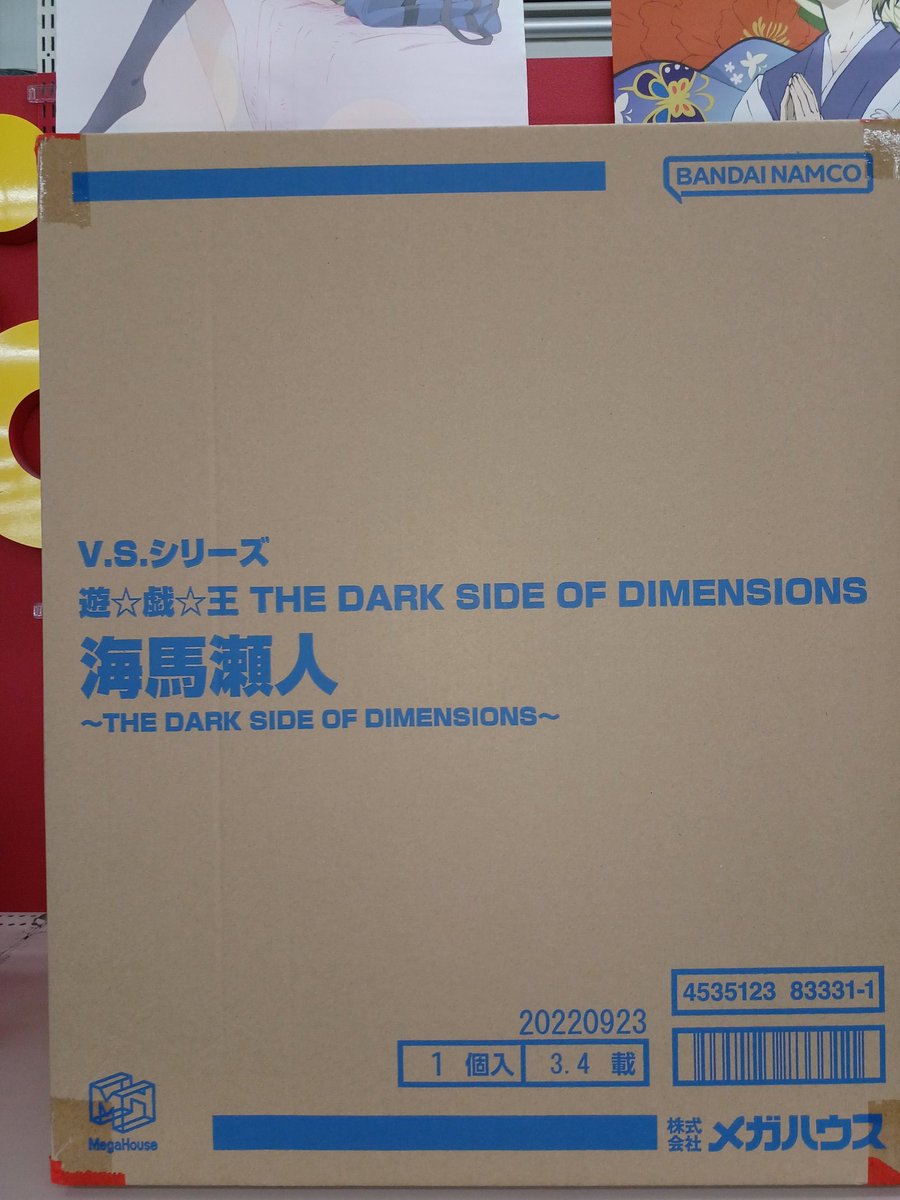 BANDAI NAMCO
V.S.シリーズ
遊☆戯☆王 THE DARK SIDE OF DIMENSIONS
海馬瀬人
～THE DARK SIDE OF DIMENSIONS～
4535123 83331-1
20220923
1 個入 3.4 載
MegaHouse
株式会社 メガハウス